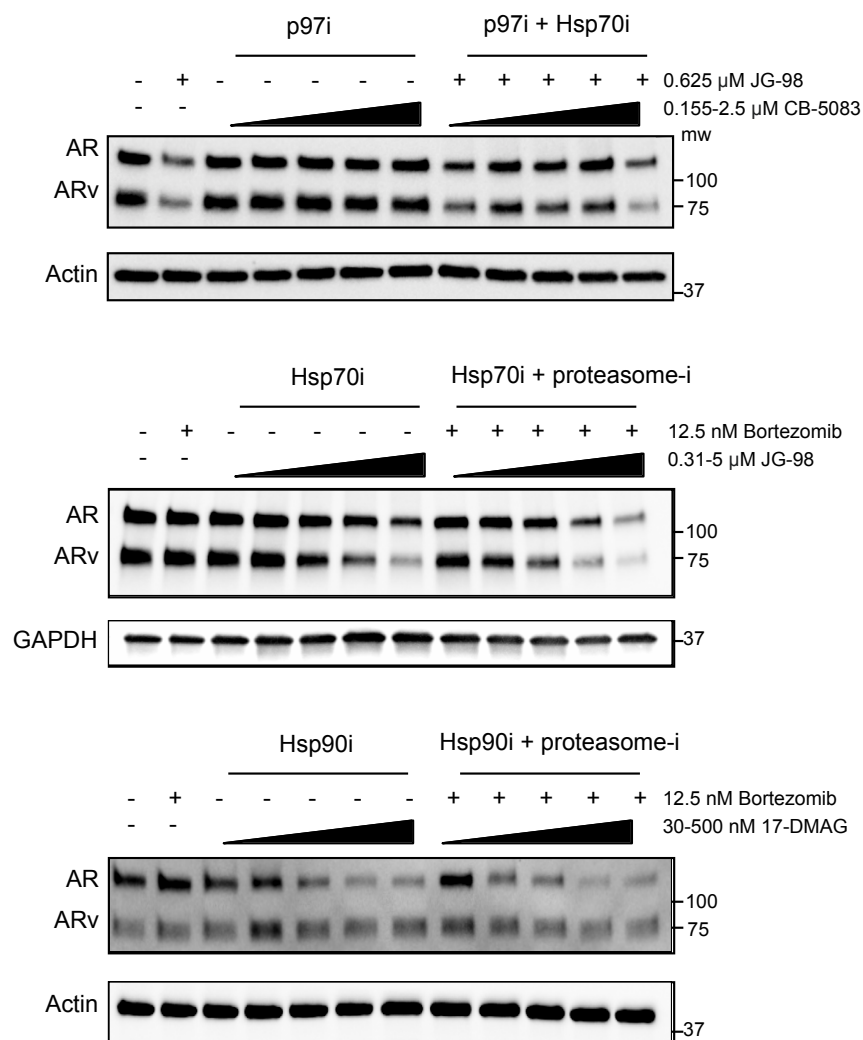 p97i p97i + Hsp70i
- + - - - - - + + + + + 0.625 µM JG-98
- - 0.155-2.5 µM CB-5083
mw
AR
100
ARv
75
Actin
37
Hsp70i Hsp70i + proteasome-i
- + - - - - - + + + + + 12.5 nM Bortezomib
- - 0.31-5 µM JG-98
AR
100
ARv
75
GAPDH
37
Hsp90i Hsp90i + proteasome-i
- + - - - - - + + + + + 12.5 nM Bortezomib
- - 30-500 nM 17-DMAG
AR
100
ARv
75
Actin
37